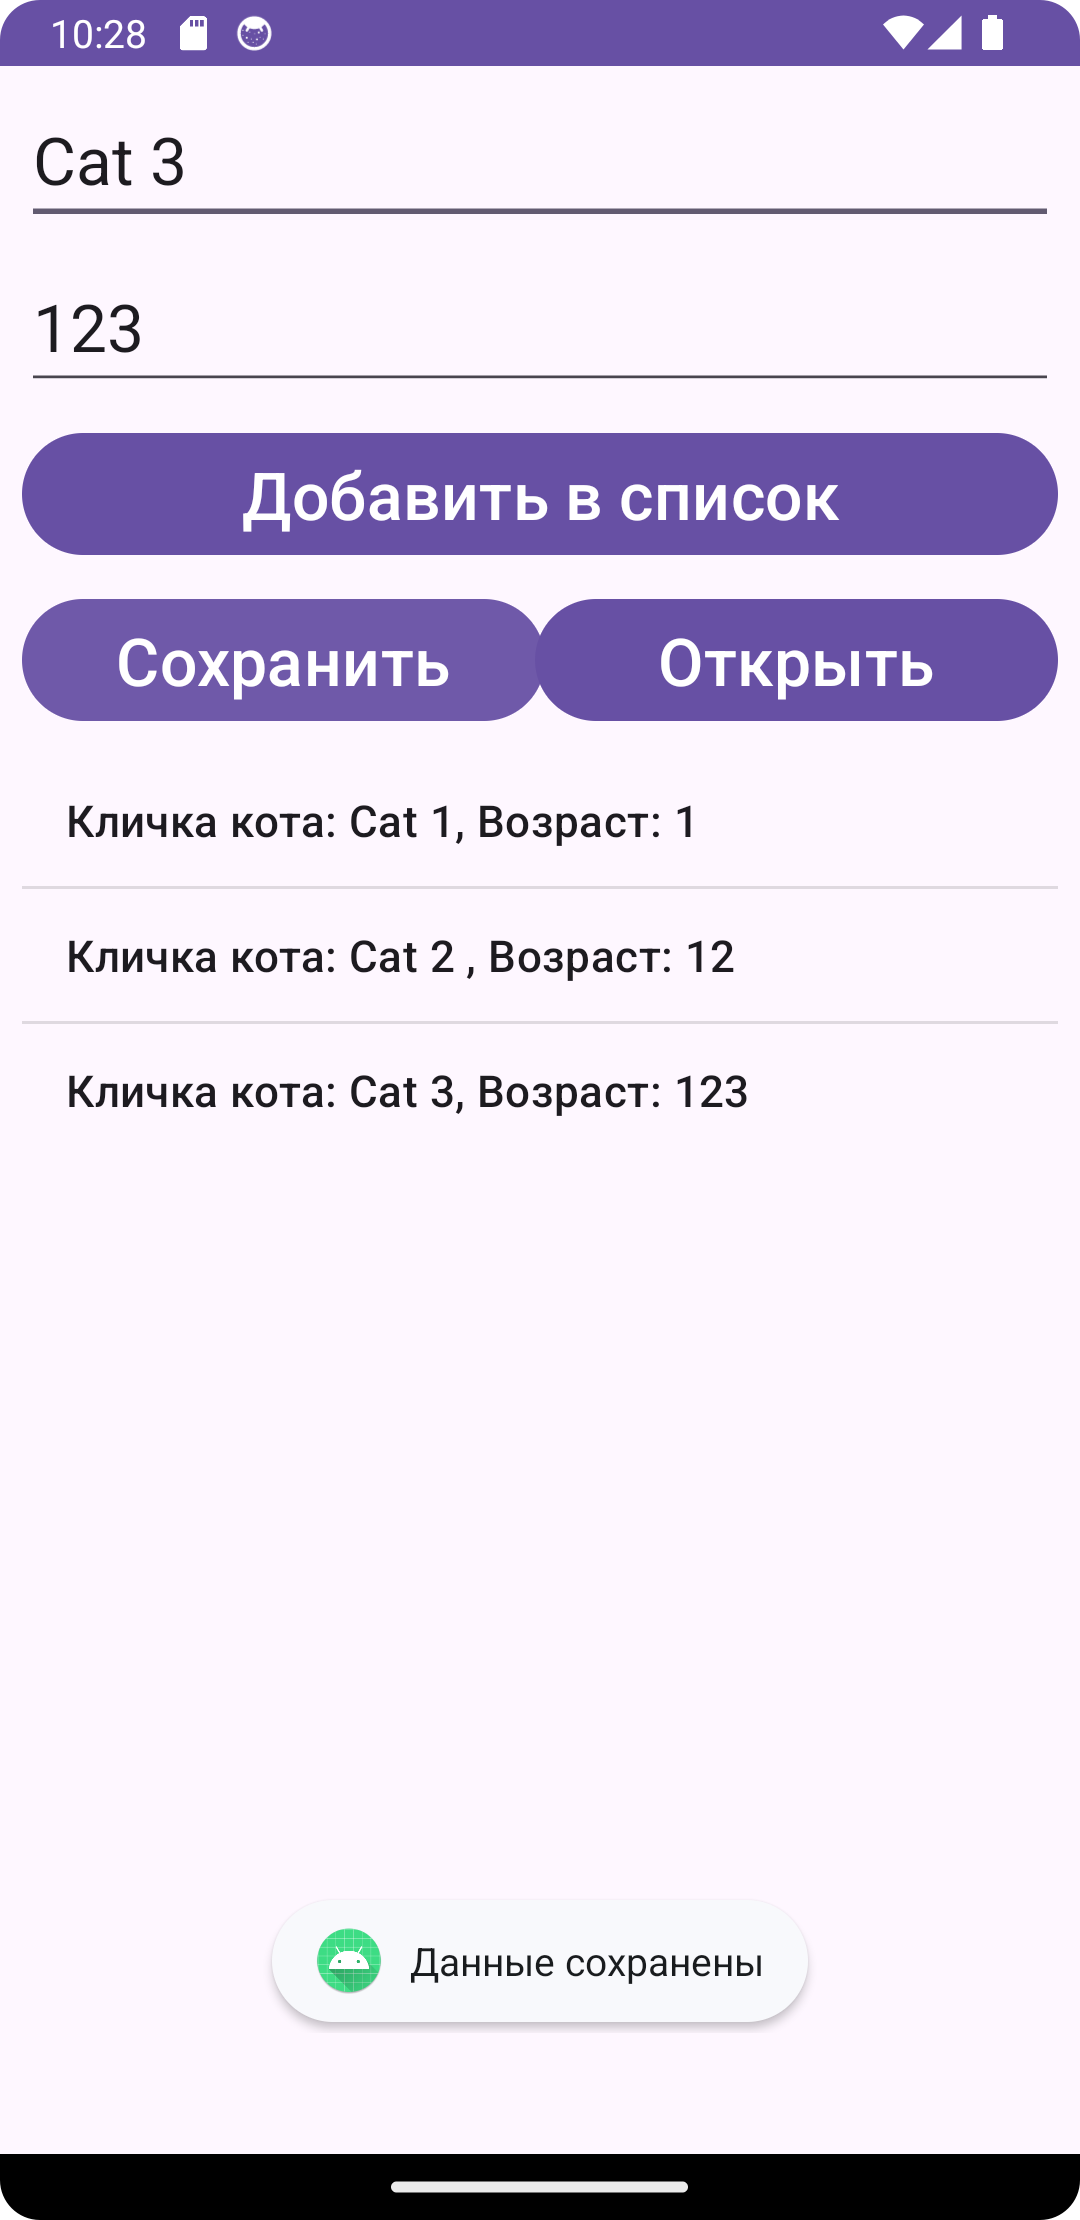 10:28
Cat 3
123
Добавить в список
Сохранить
Открыть
Кличка кота: Cat 1, Возраст: 1
Кличка кота: Cat 2 , Возраст: 12
Кличка кота: Cat 3, Возраст: 123
Данные сохранены